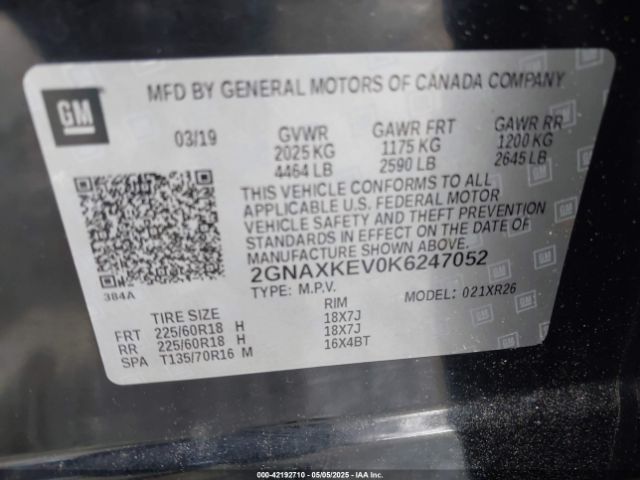 GM
MFD BY GENERAL MOTORS OF CANADA COMPANY
03/19 GVWR GAWR FRT GAWR RR
2025 KG 1175 KG 1200 KG
4464 LB 2590 LB 2645 LB
THIS VEHICLE CONFORMS TO ALL
APPLICABLE U.S. FEDERAL MOTOR
VEHICLE SAFETY AND THEFT PREVENTION
STANDARDS IN EFFECT ON THE DATE OF
MANUFACTURE SHOWN ABOVE.
2GNAXKEV0K6247052
384A TYPE: M.P.V. MODEL: 021XR26
TIRE SIZE RIM
FRT 225/60R18 H 18X7J
RR 225/60R18 H 18X7J
SPA T135/70R16 M 16X4BT
000-42192710 05/05/2025 IAAI.COM